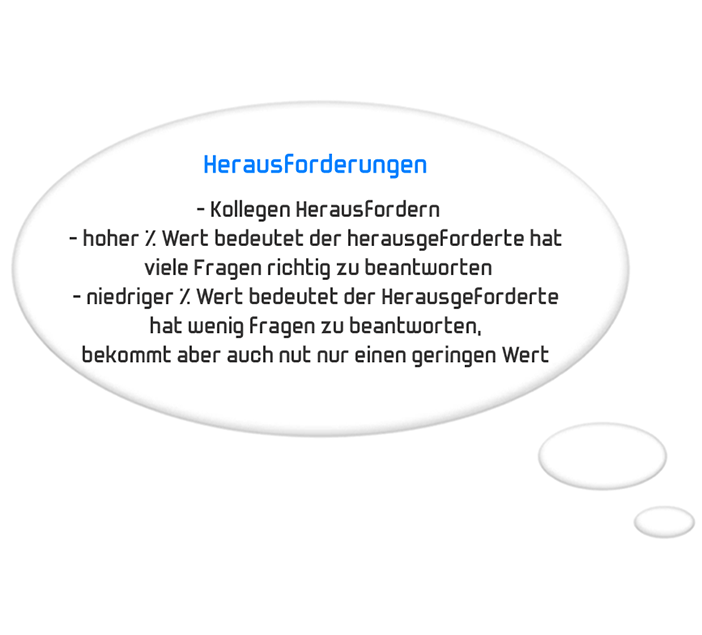 Herausforderungen
- Kollegen Herausfordern
- hoher % Wert bedeutet der herausgeforderte hat
viele Fragen richtig zu beantworten
- niedriger % Wert bedeutet der Herausgeforderte
hat wenig Fragen zu beantworten,
bekommt aber auch nut nur einen geringen Wert